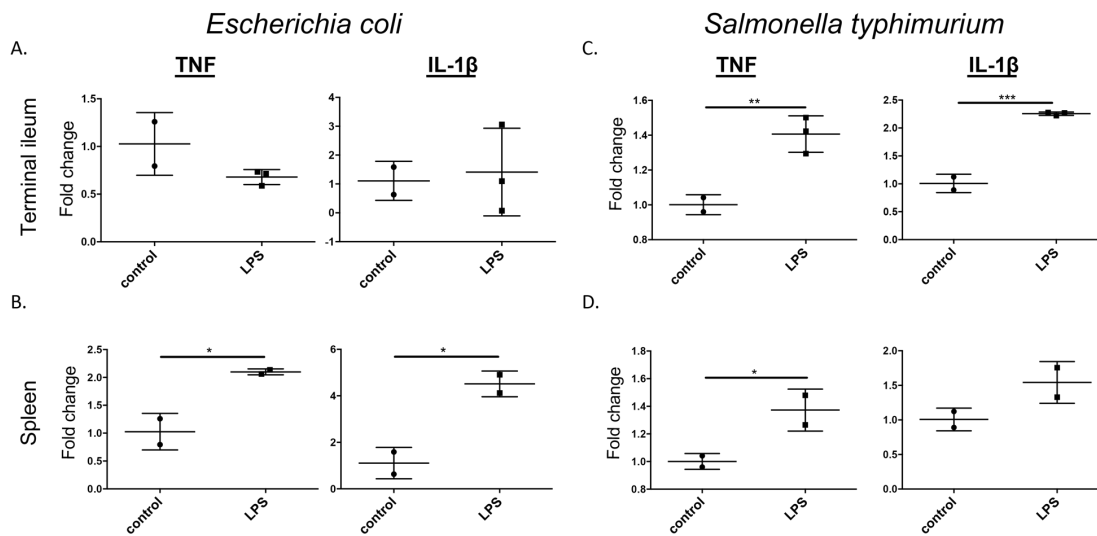 Escherichia coli
Salmonella typhimurium
A.
TNF
IL-1β
C.
TNF
IL-1β
Terminal ileum
Fold change
1.5
1.0
0.5
0.0
control
LPS
4
3
2
1
0
-1
control
LPS
Fold change
1.6
1.4
1.2
1.0
0.8
**
control
LPS
2.5
2.0
1.5
1.0
0.5
0.0
***
control
LPS
B.
D.
Spleen
Fold change
2.5
2.0
1.5
1.0
0.5
0.0
*
control
LPS
6
4
2
0
*
control
LPS
Fold change
1.6
1.4
1.2
1.0
0.8
*
control
LPS
2.0
1.5
1.0
0.5
0.0
control
LPS